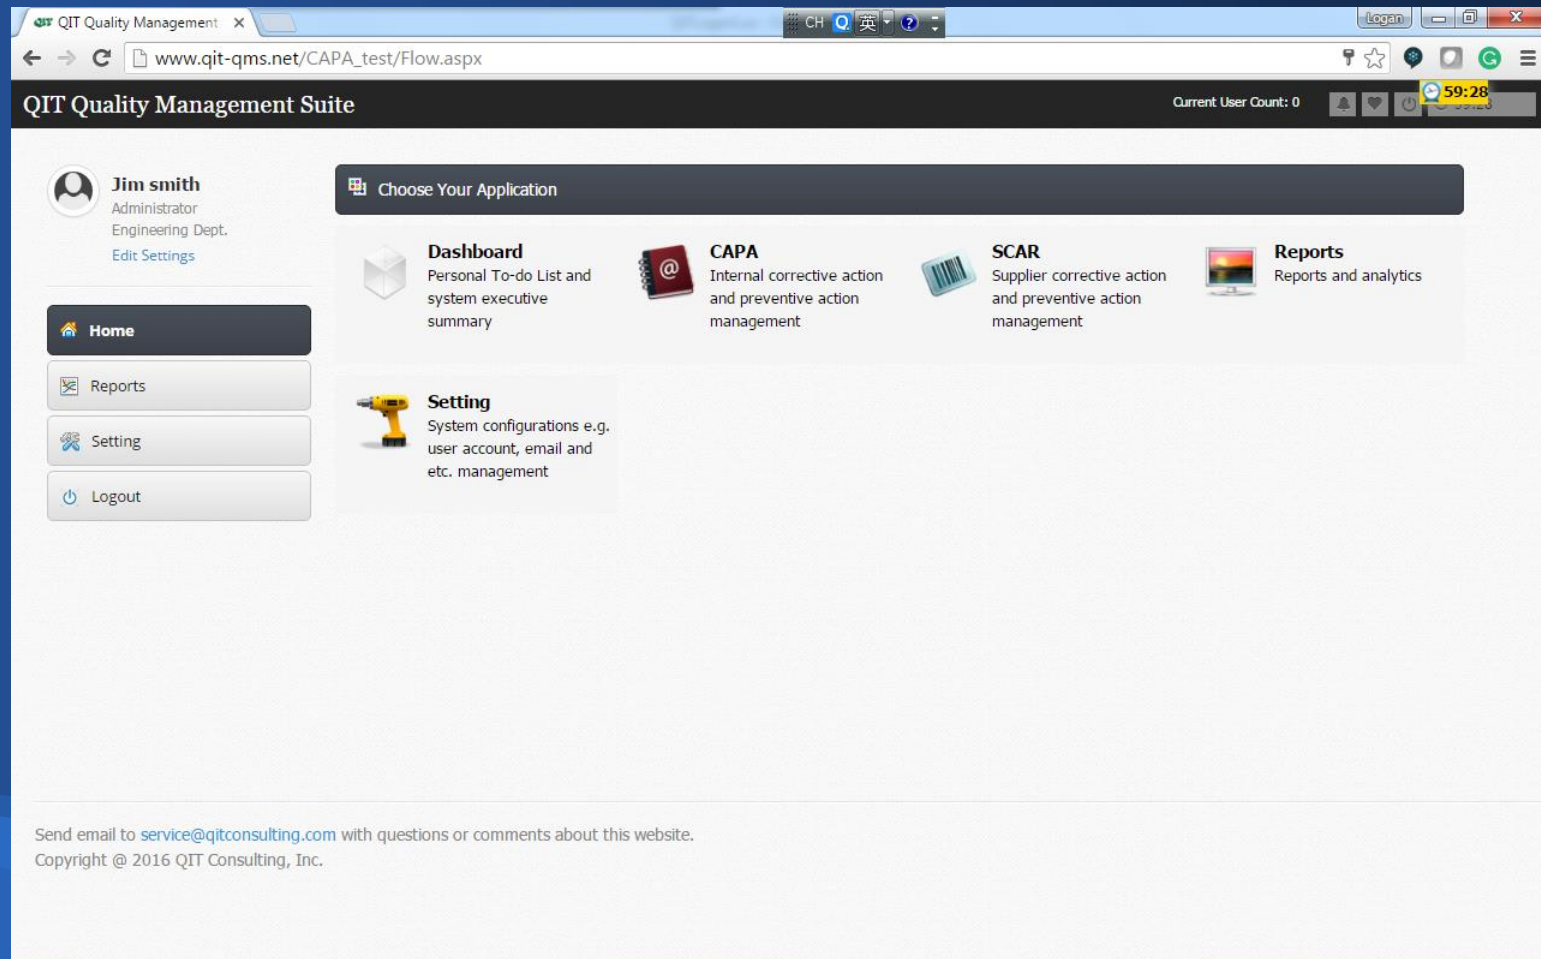 QIT QIT Quality Management
CH Q 英 ?
Logan
www.qit-qms.net/CAPA_test/Flow.aspx
QIT Quality Management Suite
Current User Count: 0
59:28
Jim smith
Administrator
Engineering Dept.
Edit Settings
Home
Reports
Setting
Logout
Choose Your Application
Dashboard
Personal To-do List and
system executive
summary
CAPA
Internal corrective action
and preventive action
management
SCAR
Supplier corrective action
and preventive action
management
Reports
Reports and analytics
Setting
System configurations e.g.
user account, email and
etc. management
Send email to service@qitconsulting.com with questions or comments about this website.
Copyright @ 2016 QIT Consulting, Inc.